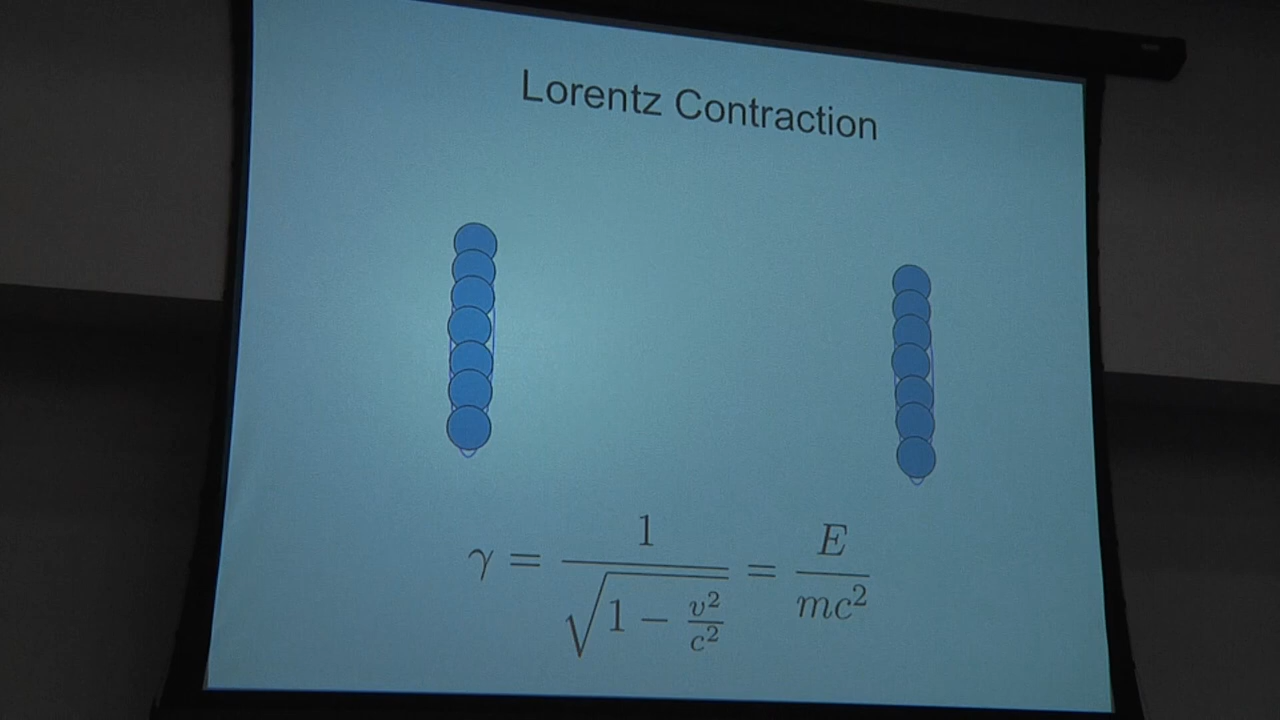 Lorentz Contraction
γ = 1 / √(1 − v²/c²) = E / mc²